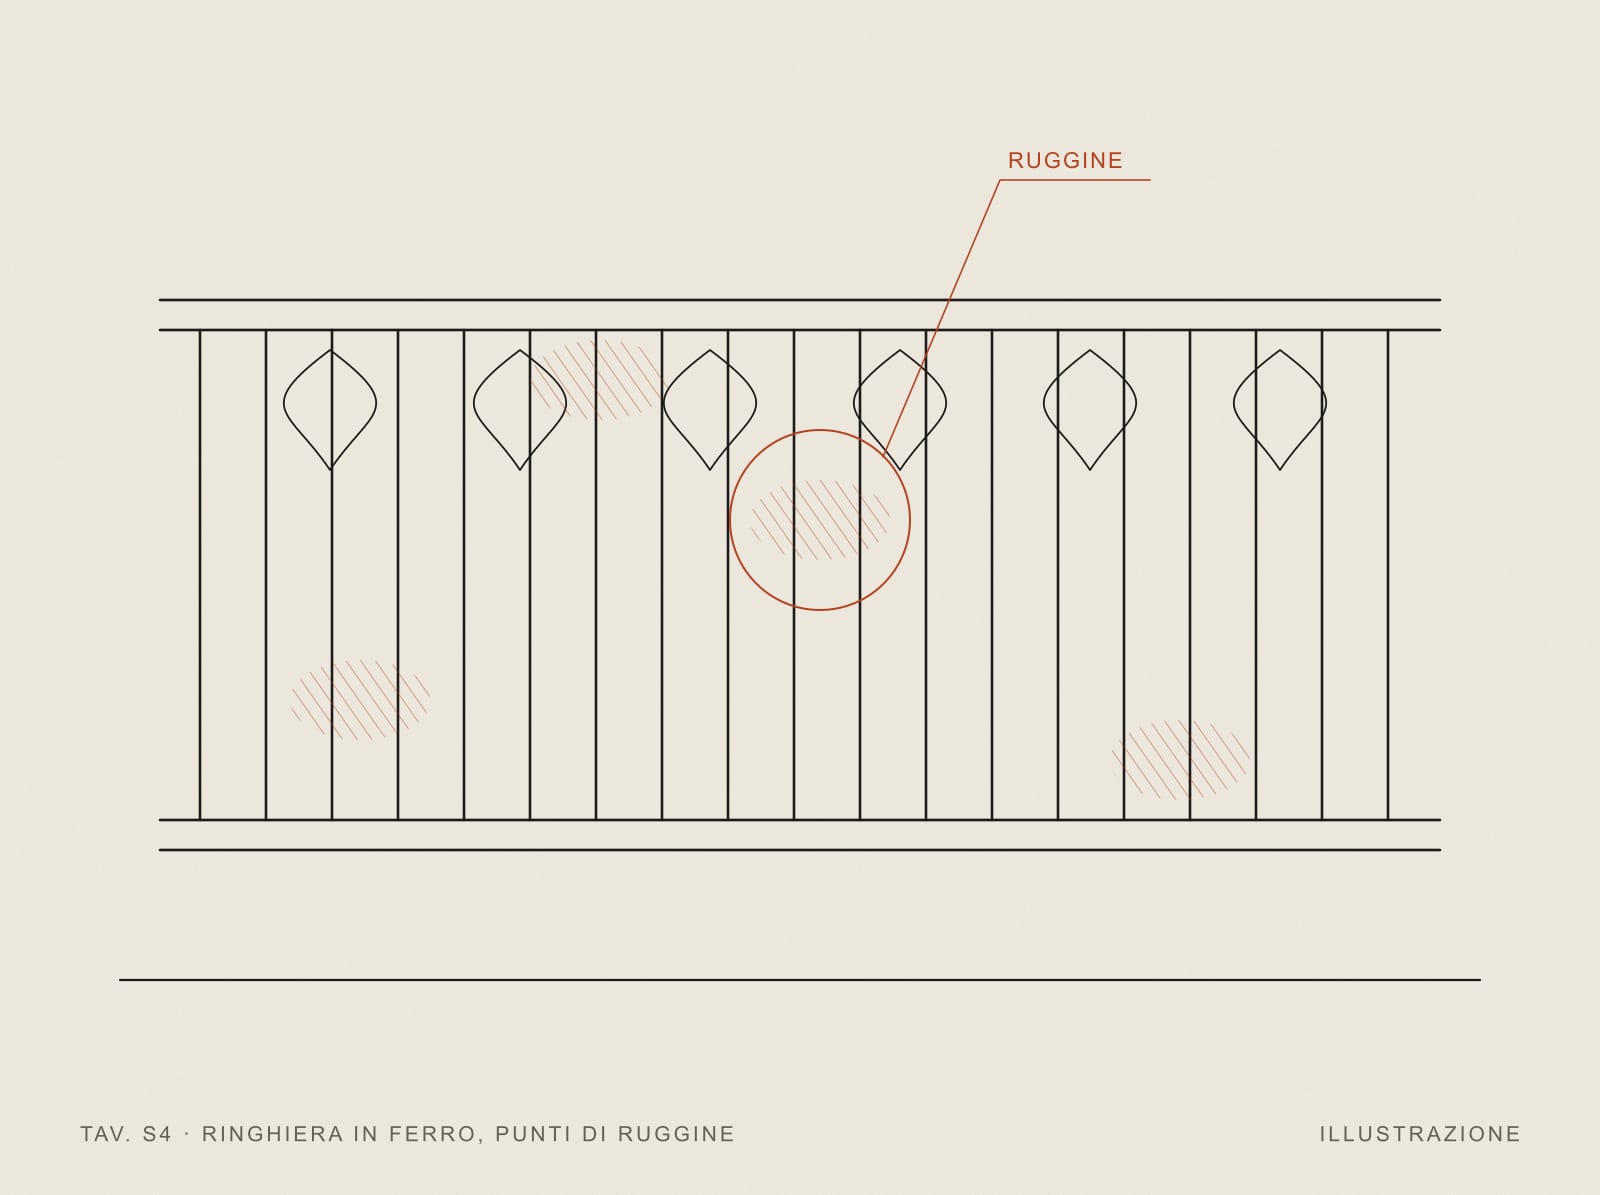 RUGGINE
TAV. S4 · RINGHIERA IN FERRO, PUNTI DI RUGGINE
ILLUSTRAZIONE